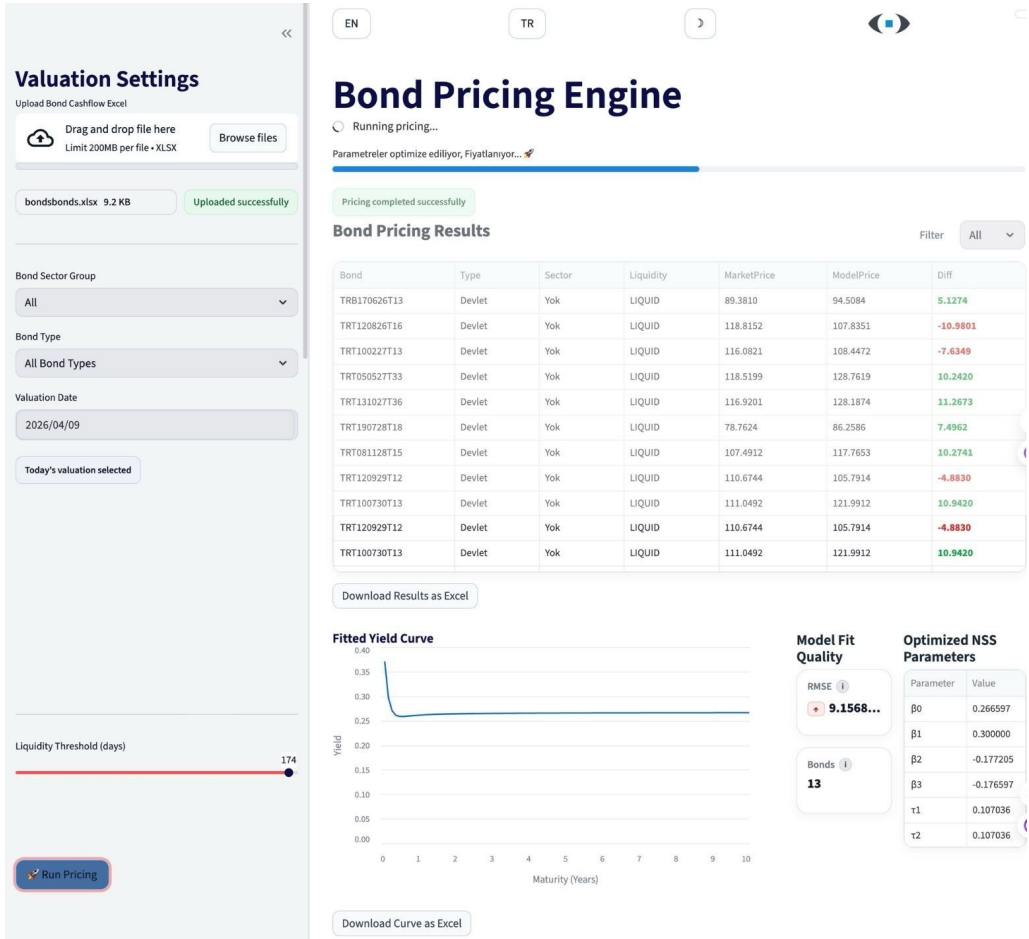 EN
TR
Valuation Settings
Upload Bond Cashflow Excel
Drag and drop file here
Limit 200MB per file • XLSX
Browse files
bondsbonds.xlsx 9.2 KB
Uploaded successfully
Bond Sector Group
All
Bond Type
All Bond Types
Valuation Date
2026/04/09
Today's valuation selected
Liquidity Threshold (days)
174
🚀 Run Pricing
Bond Pricing Engine
Running pricing...
Parametreler optimize ediliyor, Fiyatlanıyor... 🚀
Pricing completed successfully
Bond Pricing Results
Filter All
Bond Type Sector Liquidity MarketPrice ModelPrice Diff
TRB170626T13 Devlet Yok LIQUID 89.3810 94.5084 5.1274
TRT120826T16 Devlet Yok LIQUID 118.8152 107.8351 -10.9801
TRT100227T13 Devlet Yok LIQUID 116.0821 108.4472 -7.6349
TRT050527T33 Devlet Yok LIQUID 118.5199 128.7619 10.2420
TRT131027T36 Devlet Yok LIQUID 116.9201 128.1874 11.2673
TRT190728T18 Devlet Yok LIQUID 78.7624 86.2586 7.4962
TRT081128T15 Devlet Yok LIQUID 107.4912 117.7653 10.2741
TRT120929T12 Devlet Yok LIQUID 110.6744 105.7914 -4.8830
TRT100730T13 Devlet Yok LIQUID 111.0492 121.9912 10.9420
TRT120929T12 Devlet Yok LIQUID 110.6744 105.7914 -4.8830
TRT100730T13 Devlet Yok LIQUID 111.0492 121.9912 10.9420
Download Results as Excel
Fitted Yield Curve
0.40
0.35
0.30
0.25
0.20
0.15
0.10
0.05
0.00
Yield
0 1 2 3 4 5 6 7 8 9 10
Maturity (Years)
Model Fit
Quality
RMSE i
9.1568...
Bonds i
13
Optimized NSS
Parameters
Parameter Value
β0 0.266597
β1 0.300000
β2 -0.177205
β3 -0.176597
τ1 0.107036
τ2 0.107036
Download Curve as Excel